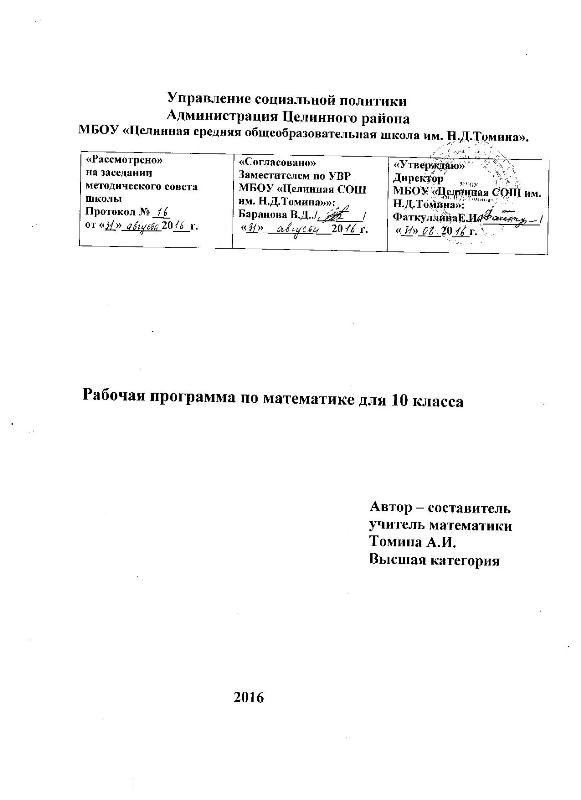 Управление социальной политики
Администрация Целинного района
МБОУ «Целинная средняя общеобразовательная школа им. Н.Д.Томина».
«Рассмотрено»
на заседании
методического совета
школы
Протокол № 16
от «31» августа 2016 г.
«Согласовано»
Заместителем по УВР
МБОУ «Целинная СОШ
им. Н.Д.Томина»»:
Баранова В.Д../ /
«31» августа 2016 г.
«Утверждаю»
Директор
МБОУ «Целинная СОШ им.
Н.Д.Томина»:
ФаткуллинаЕ.И. /
«31» 08. 2016 г.
Рабочая программа по математике для 10 класса
Автор – составитель
учитель математики
Томина А.И.
Высшая категория
2016